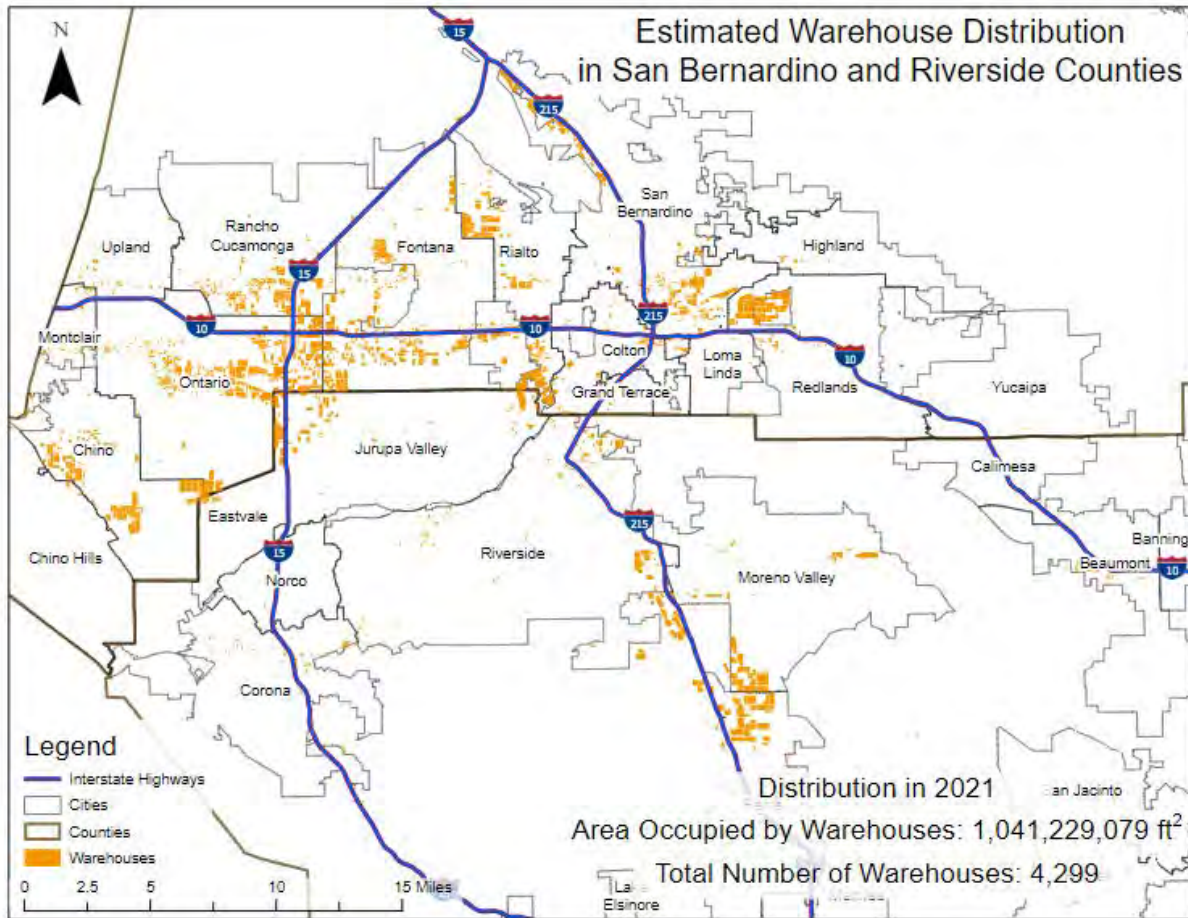 Estimated Warehouse Distribution
in San Bernardino and Riverside Counties
N
15
215
San
Bernardino
Rancho
Cucamonga
Upland
Fontana
Rialto
Highland
15
10
10
215
Montclair
Colton
Loma
Linda
10
Ontario
Grand Terrace
Redlands
Yucaipa
Chino
Jurupa Valley
Calimesa
Eastvale
215
Banning
Chino Hills
15
Riverside
Moreno Valley
Beaumont
10
Norco
Corona
Legend
Interstate Highways
Cities
Counties
Warehouses
0 2.5 5 10 15 Miles
Distribution in 2021
an Jacinto
Area Occupied by Warehouses: 1,041,229,079 ft²
Total Number of Warehouses: 4,299
Elsinore